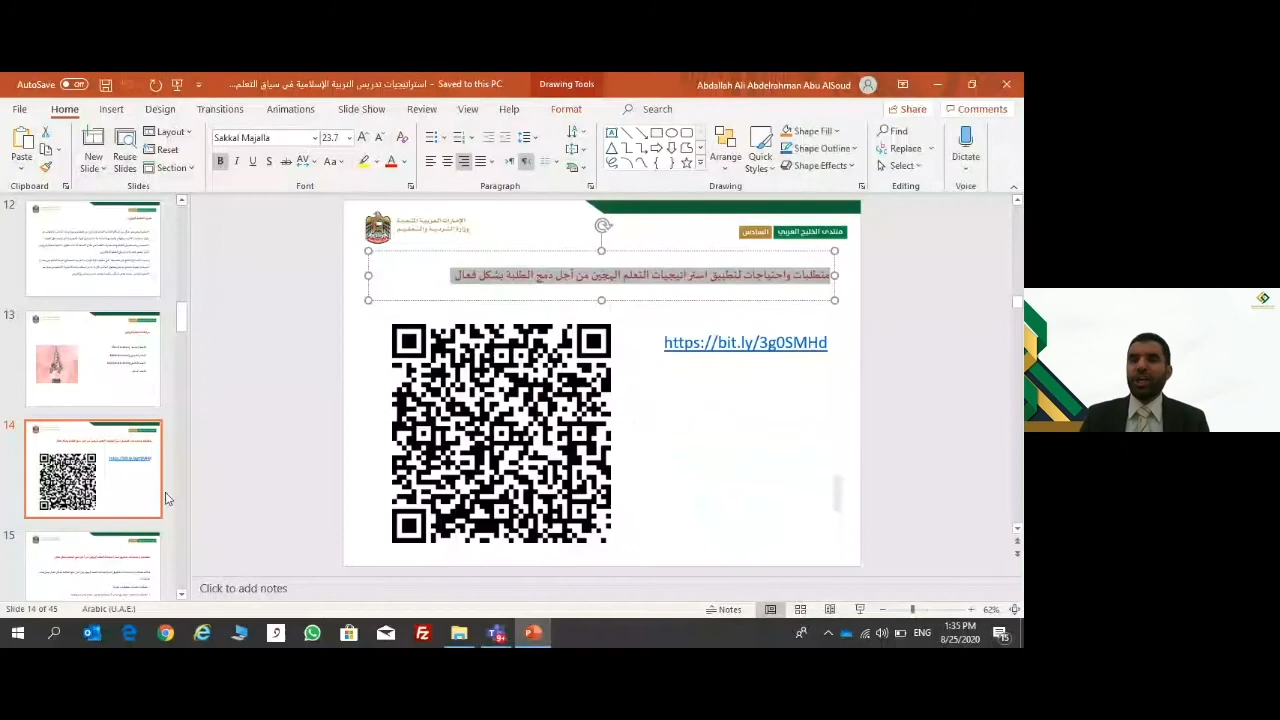 AutoSave Off
استراتيجيات تدريس التربية الإسلامية في سياق التعلم... - Saved to this PC
Drawing Tools
Abdallah Ali Abdelrahman Abu AlSoud
File Home Insert Design Transitions Animations Slide Show Review View Help Format Search Share Comments
Paste
Clipboard
New Slide
Reuse Slides
Layout
Reset
Section
Slides
Sakkal Majalla 23.7
Font
Paragraph
Arrange
Quick Styles
Shape Fill
Shape Outline
Shape Effects
Drawing
Find
Replace
Select
Editing
Dictate
Voice
12
13
14
15
الإمارات العربية المتحدة
وزارة التربية والتعليم
منتدى الخليج العربي السادس
متطلبات واحتياجات لتطبيق استراتيجيات التعلم الهجين من أجل دمج الطلبة بشكل فعال
https://bit.ly/3g0SMHd
Click to add notes
Slide 14 of 45 Arabic (U.A.E.) Notes 62%
ENG
1:35 PM
8/25/2020
15